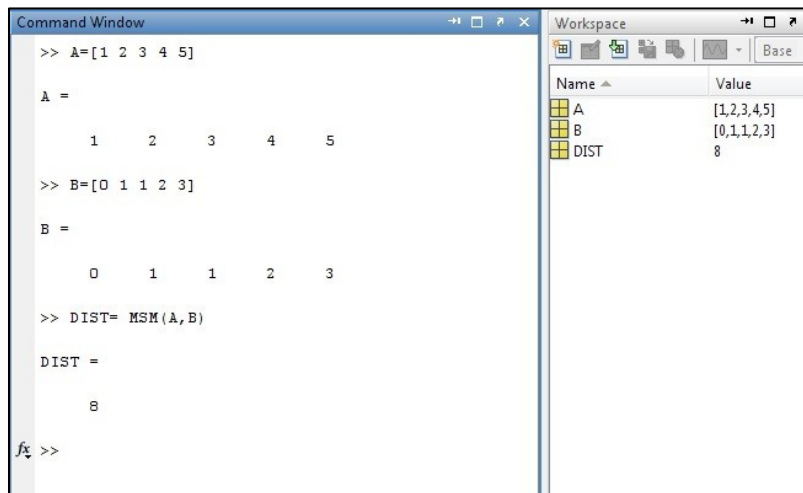 Command Window
>> A=[1 2 3 4 5]
A =
1 2 3 4 5
>> B=[0 1 1 2 3]
B =
0 1 1 2 3
>> DIST= MSM(A,B)
DIST =
8
fx >>
Workspace
Base
Name Value
A [1,2,3,4,5]
B [0,1,1,2,3]
DIST 8